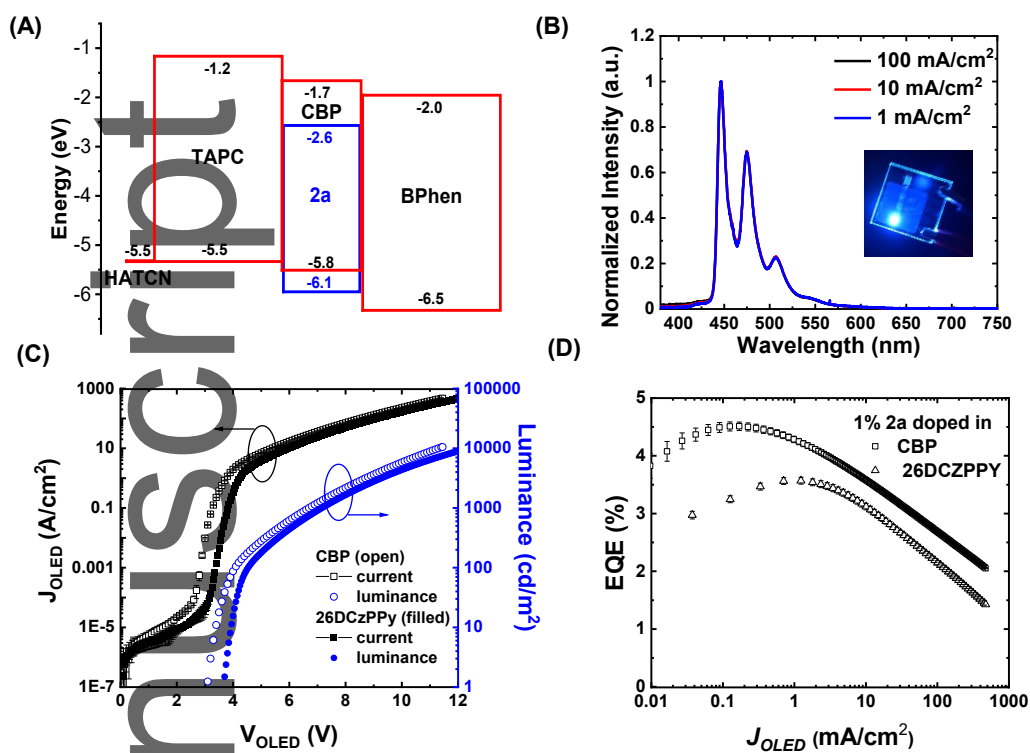 (A)
-1
-2
-3
-4
-5
-6
Energy (eV)
-1.2
TAPC
-5.5
-5.5
HATCN
-1.7
CBP
-2.6
2a
-5.8
-6.1
-2.0
BPhen
-6.5
(B)
1.2
1
0.8
0.6
0.4
0.2
0
Normalized Intensity (a.u.)
100 mA/cm²
10 mA/cm²
1 mA/cm²
400 450 500 550 600 650 700 750
Wavelength (nm)
(C)
1000
10
0.1
0.001
1E-5
1E-7
J_OLED (A/cm²)
100000
10000
1000
100
10
1
Luminance (cd/m²)
CBP (open)
current
luminance
26DCzPPy (filled)
current
luminance
0 2 4 6 8 10 12
V_OLED (V)
(D)
5
4
3
2
1
0
EQE (%)
1% 2a doped in
CBP
26DCZPPY
0.01 0.1 1 10 100 1000
J_OLED (mA/cm²)
nuscript